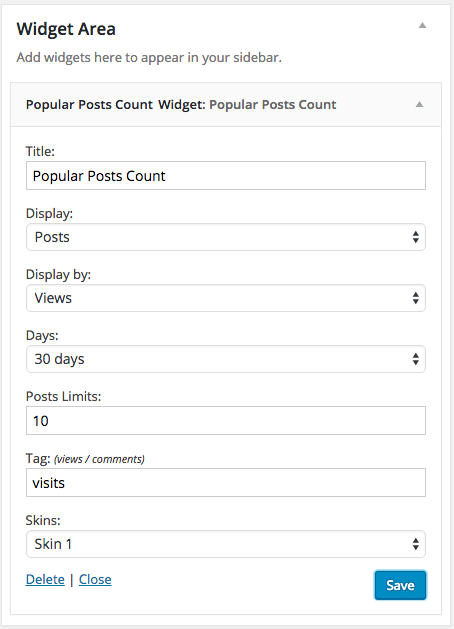 Widget Area
Add widgets here to appear in your sidebar.
Popular Posts Count Widget: Popular Posts Count
Title:
Popular Posts Count
Display:
Posts
Display by:
Views
Days:
30 days
Posts Limits:
10
Tag: (views / comments)
visits
Skins:
Skin 1
Delete | Close Save